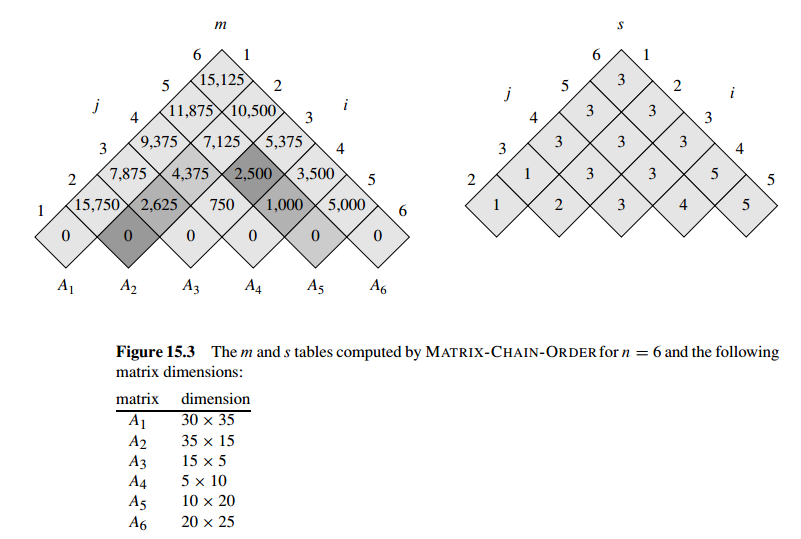 m s
6 1 6 1
5 15,125 2 5 3 2
j 4 11,875 10,500 3 i j 4 3 3 3 i
3 9,375 7,125 5,375 4 3 3 3 3 4
2 7,875 4,375 2,500 3,500 5 2 1 3 3 5 5
1 15,750 2,625 750 1,000 5,000 6 1 2 3 4 5
0 0 0 0 0 0
A1 A2 A3 A4 A5 A6
Figure 15.3 The m and s tables computed by MATRIX-CHAIN-ORDER for n = 6 and the following
matrix dimensions:
matrix dimension
A1 30 × 35
A2 35 × 15
A3 15 × 5
A4 5 × 10
A5 10 × 20
A6 20 × 25